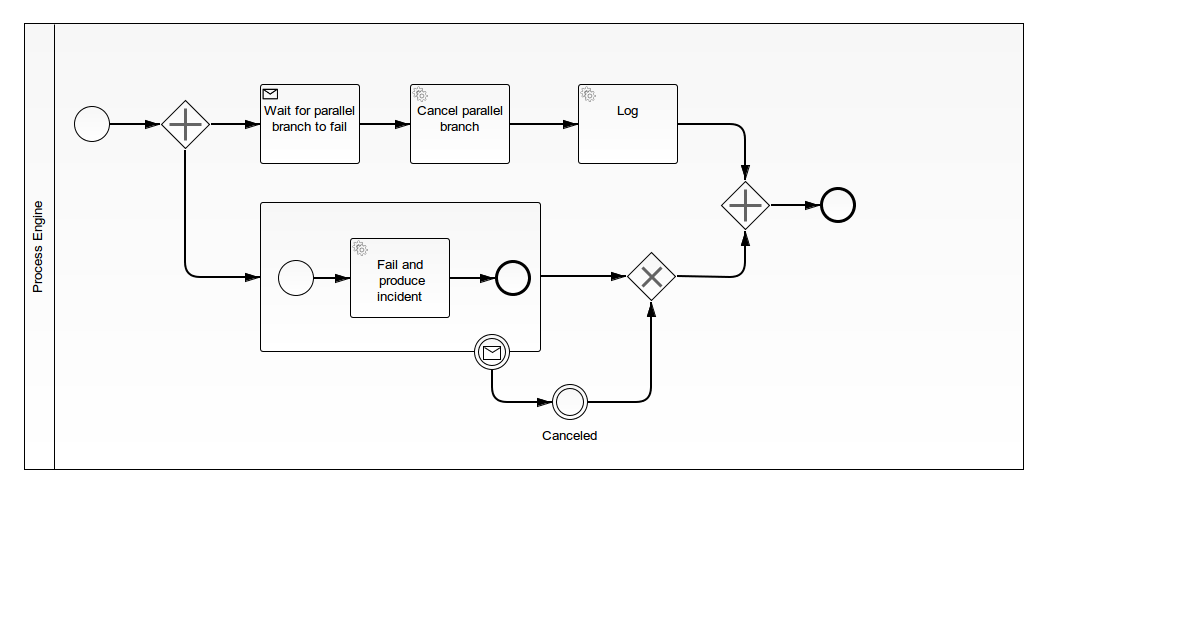 Process Engine
Wait for parallel
branch to fail
Cancel parallel
branch
Log
Fail and
produce
incident
Canceled